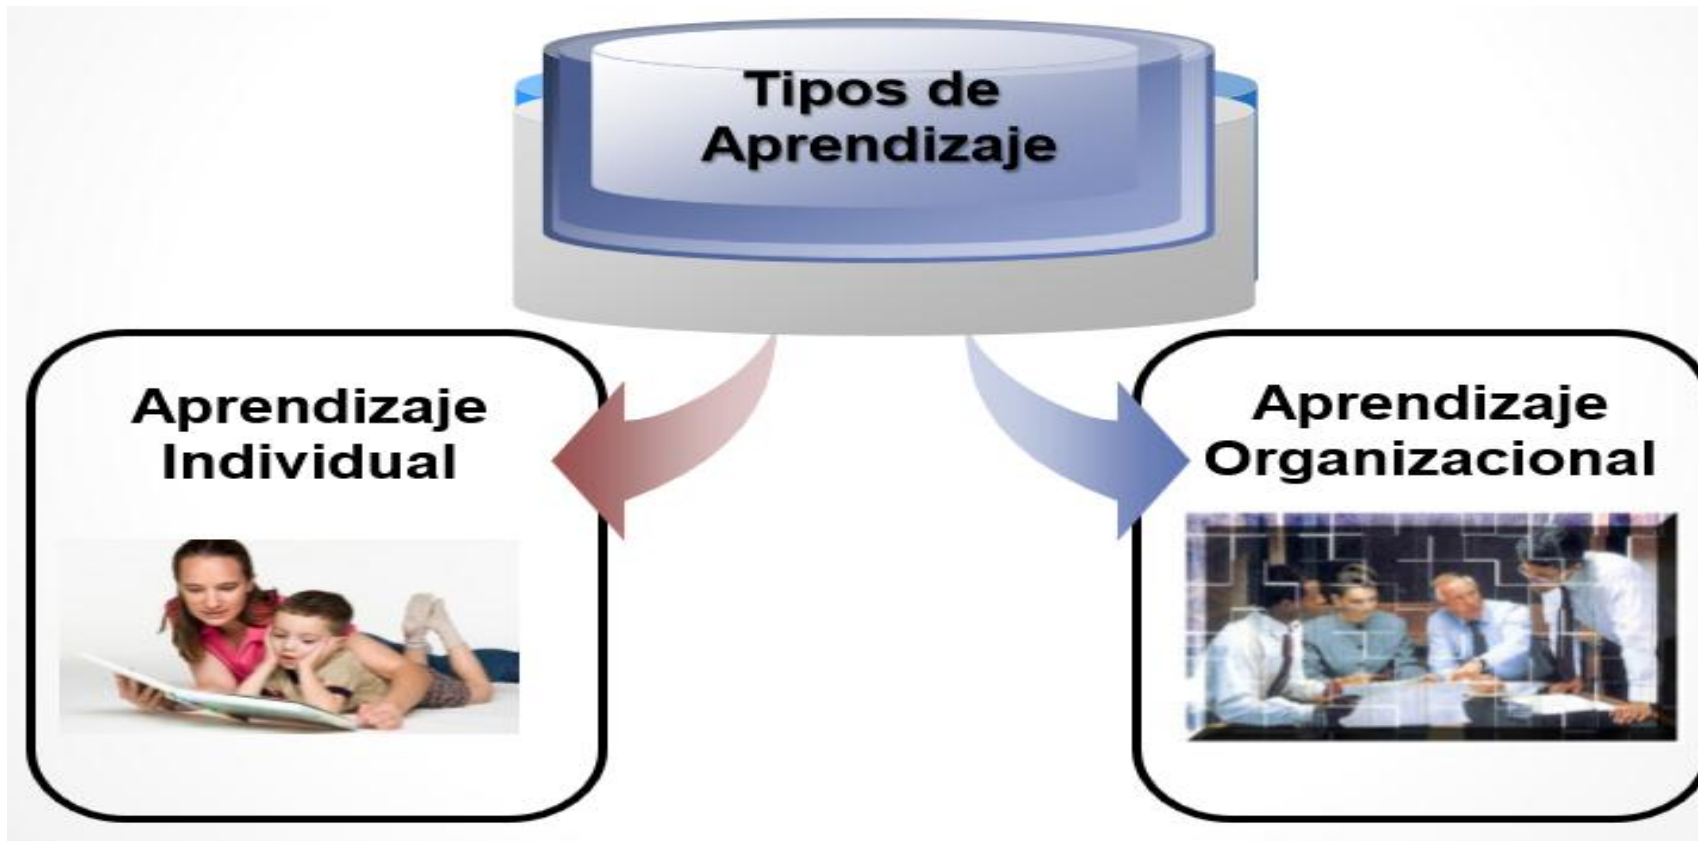 Tipos de
Aprendizaje
Aprendizaje
Individual
Aprendizaje
Organizacional